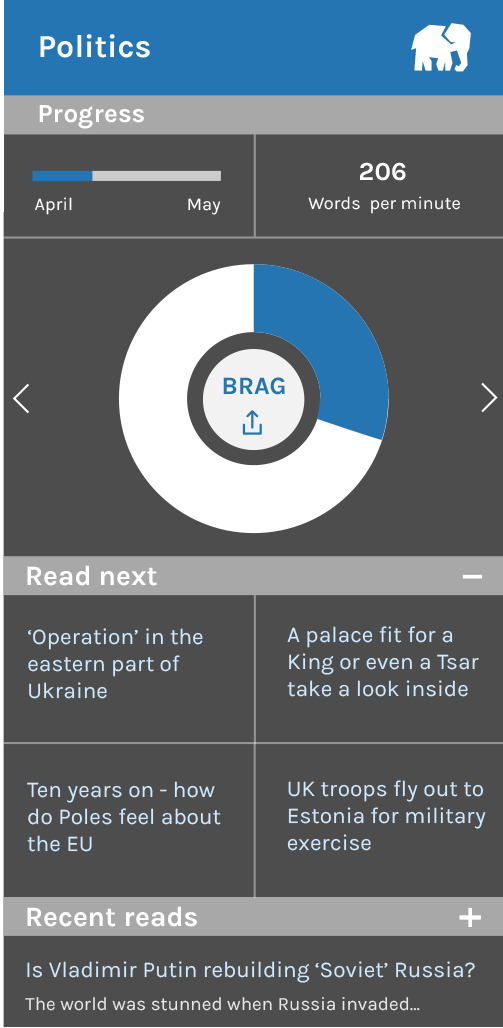 Politics
Progress
April
May
206
Words per minute
BRAG
Read next
‘Operation’ in the
eastern part of
Ukraine
A palace fit for a
King or even a Tsar
take a look inside
Ten years on - how
do Poles feel about
the EU
UK troops fly out to
Estonia for military
exercise
Recent reads
Is Vladimir Putin rebuilding ‘Soviet’ Russia?
The world was stunned when Russia invaded...